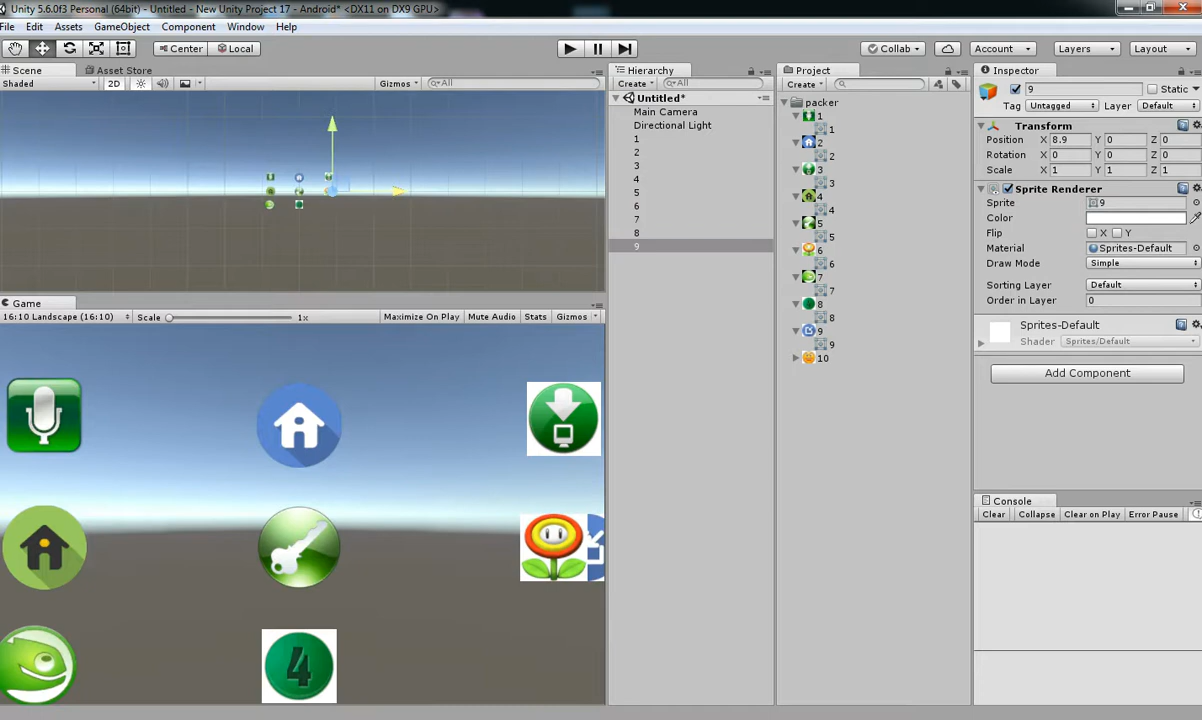 Unity 5.6.0f3 Personal (64bit) - Untitled - New Unity Project 17 - Android* <DX11 on DX9 GPU>
File Edit Assets GameObject Component Window Help
Center Local Collab Account Layers Layout
Scene Asset Store
Shaded 2D Gizmos All
Game
16:10 Landscape (16:10) Scale 1x Maximize On Play Mute Audio Stats Gizmos
4
Hierarchy
Create All
Untitled*
Main Camera
Directional Light
1
2
3
4
5
6
7
8
9
Project
Create
packer
1
1
2
2
3
3
4
4
5
5
6
6
7
7
8
8
9
9
10
Inspector
9 Static
Tag Untagged Layer Default
Transform
Position X 8.9 Y 0 Z 0
Rotation X 0 Y 0 Z 0
Scale X 1 Y 1 Z 1
Sprite Renderer
Sprite 9
Color
Flip X Y
Material Sprites-Default
Draw Mode Simple
Sorting Layer Default
Order in Layer 0
Sprites-Default
Shader Sprites/Default
Add Component
Console
Clear Collapse Clear on Play Error Pause